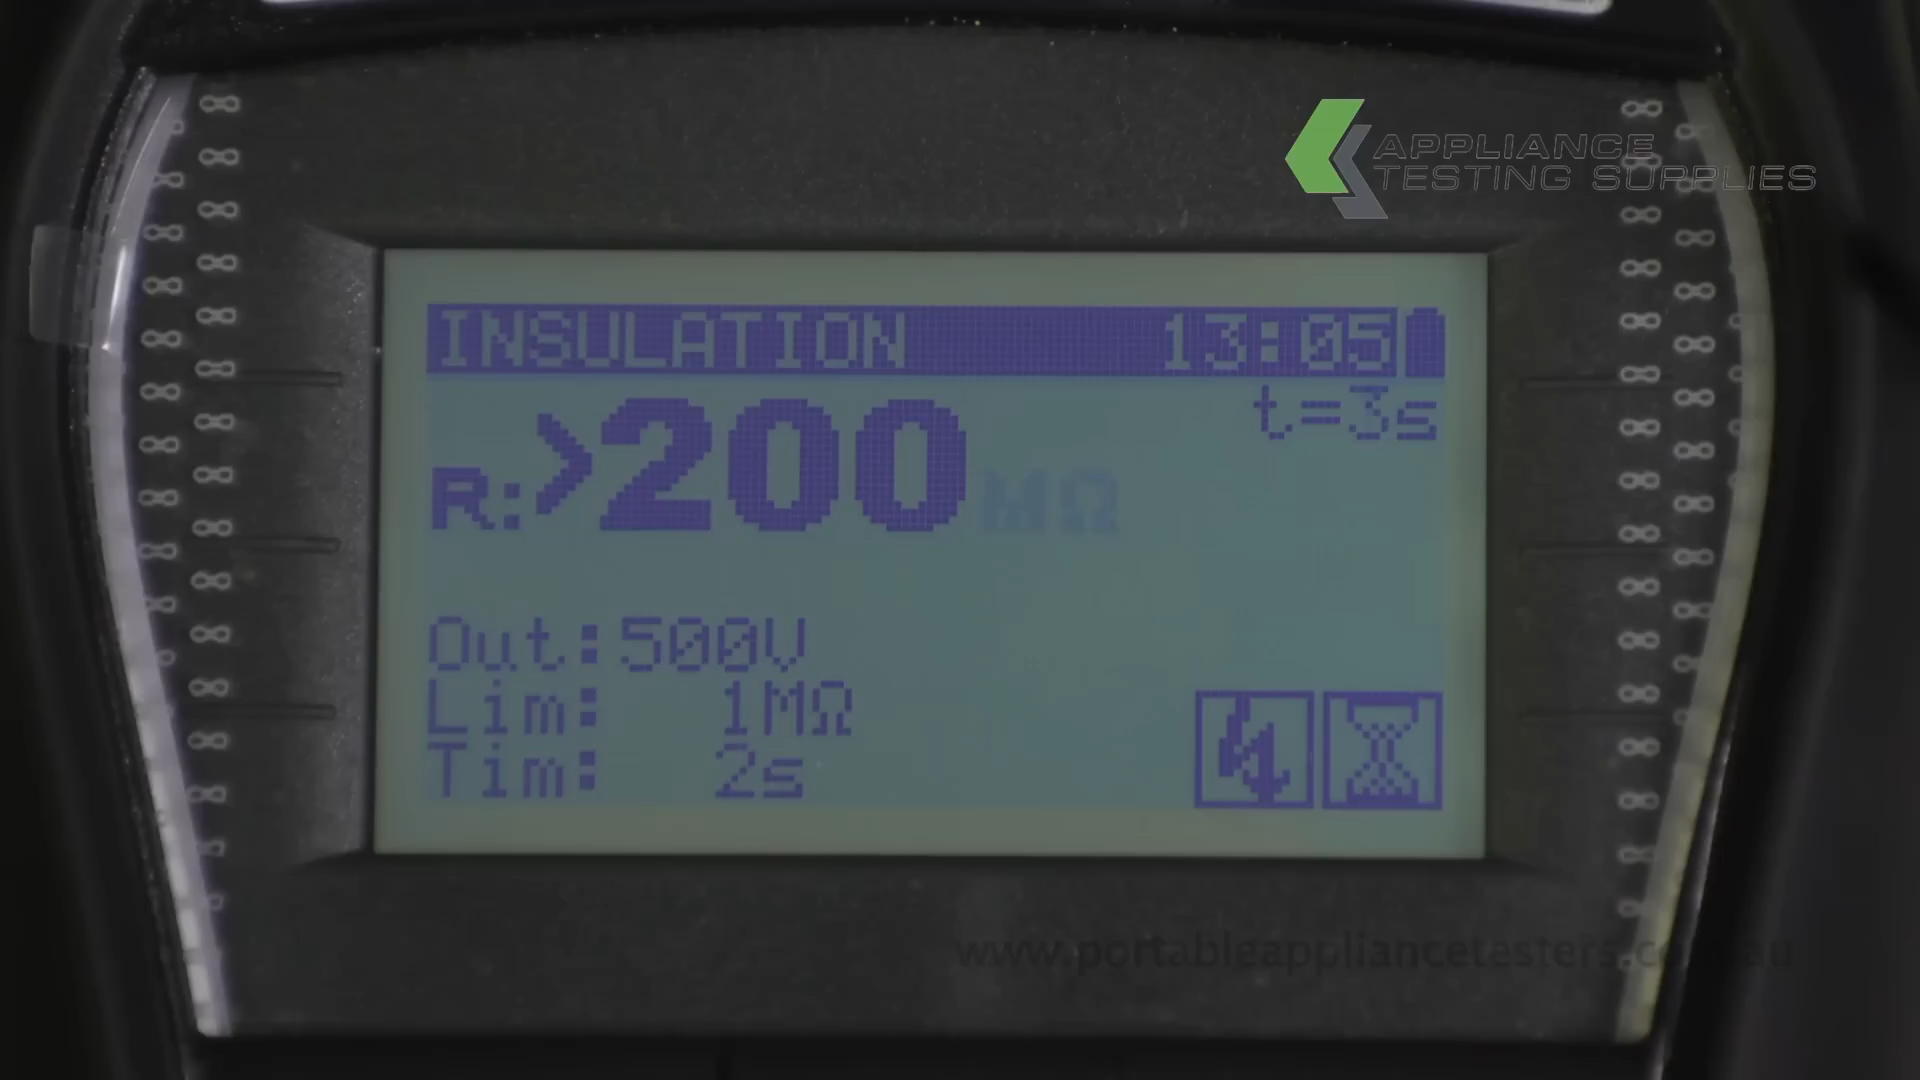 APPLIANCE
TESTING SUPPLIES
INSULATION 13:05
t=3s
R:>200 MΩ
Out:500V
Lim: 1MΩ
Tim: 2s
www.portableappliancetesters.com.au